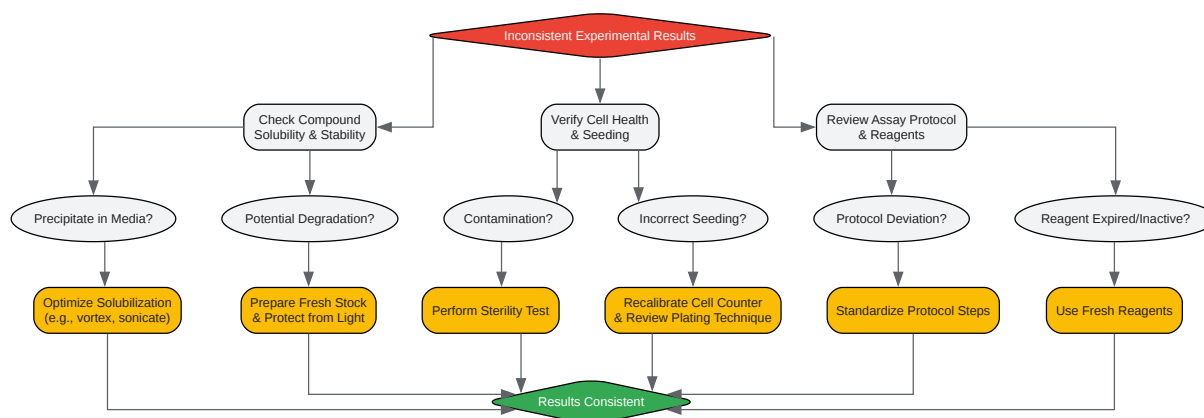 Inconsistent Experimental Results
Check Compound
Solubility & Stability
Verify Cell Health
& Seeding
Review Assay Protocol
& Reagents
Precipitate in Media?
Potential Degradation?
Contamination?
Incorrect Seeding?
Protocol Deviation?
Reagent Expired/Inactive?
Optimize Solubilization
(e.g., vortex, sonicate)
Prepare Fresh Stock
& Protect from Light
Perform Sterility Test
Recalibrate Cell Counter
& Review Plating Technique
Standardize Protocol Steps
Use Fresh Reagents
Results Consistent